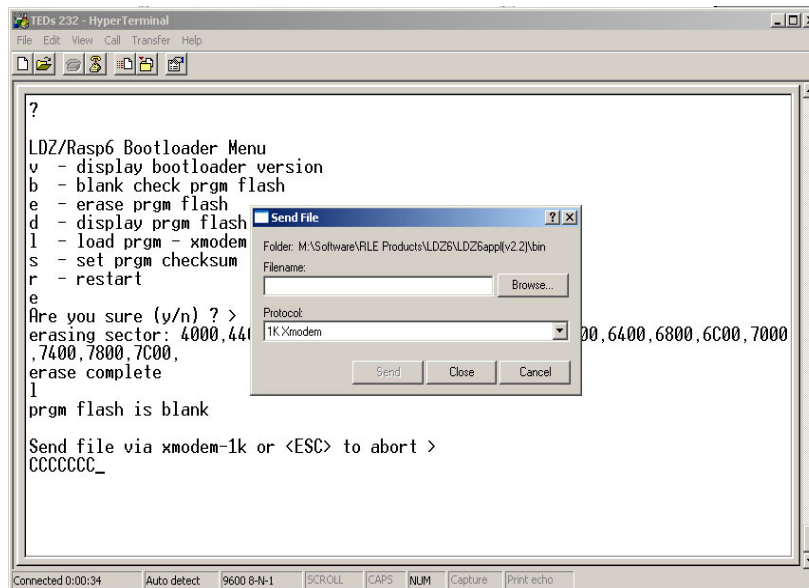 TEDs 232 - HyperTerminal
File Edit View Call Transfer Help
?
LDZ/Rasp6 Bootloader Menu
v - display bootloader version
b - blank check prgm flash
e - erase prgm flash
d - display prgm flash
l - load prgm - xmodem
s - set prgm checksum
r - restart
e
Are you sure (y/n) ? >
erasing sector: 4000,44 00,6400,6800,6C00,7000
,7400,7800,7C00,
erase complete
l
prgm flash is blank
Send file via xmodem-1k or <ESC> to abort >
CCCCCCC_
Send File
Folder: M:\Software\RLE Products\LDZ6\LDZ6appl(v2.2)\bin
Filename:
Browse...
Protocol:
1K Xmodem
Send Close Cancel
Connected 0:00:34 Auto detect 9600 8-N-1 SCROLL CAPS NUM Capture Print echo